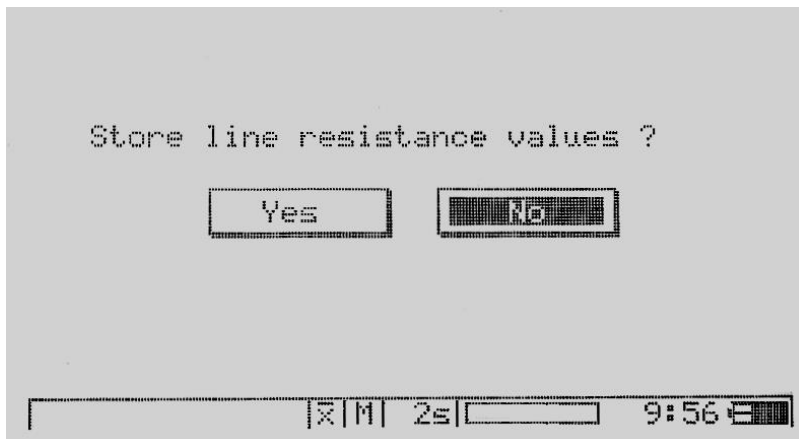 Store line resistance values ?
Yes No
x̅ M 2s 9:56